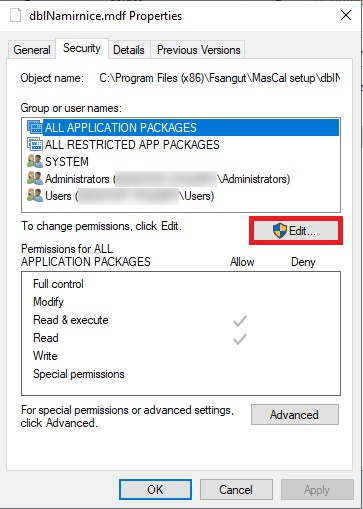 dblNamirnice.mdf Properties
General Security Details Previous Versions
Object name: C:\Program Files (x86)\Fsangut\MasCal setup\dblN
Group or user names:
ALL APPLICATION PACKAGES
ALL RESTRICTED APP PACKAGES
SYSTEM
Administrators ( \Administrators)
Users ( \Users)
To change permissions, click Edit.
Edit...
Permissions for ALL
APPLICATION PACKAGES Allow Deny
Full control
Modify
Read & execute
Read
Write
Special permissions
For special permissions or advanced settings,
click Advanced.
Advanced
OK Cancel Apply